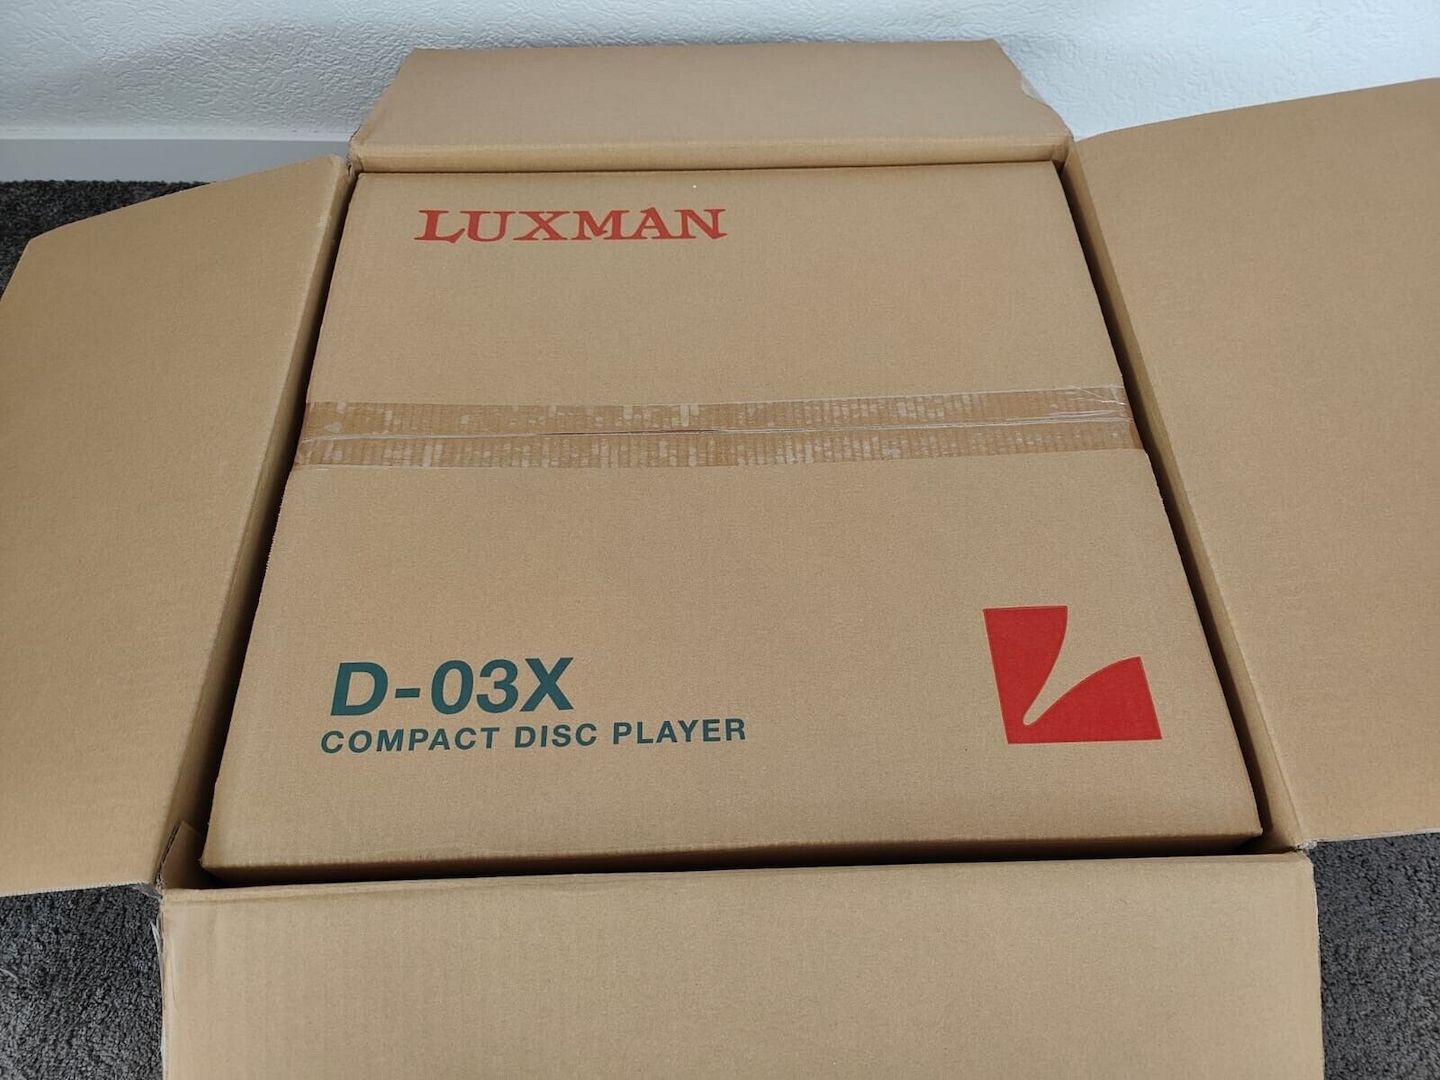 LUXMAN
D-03X
COMPACT DISC PLAYER